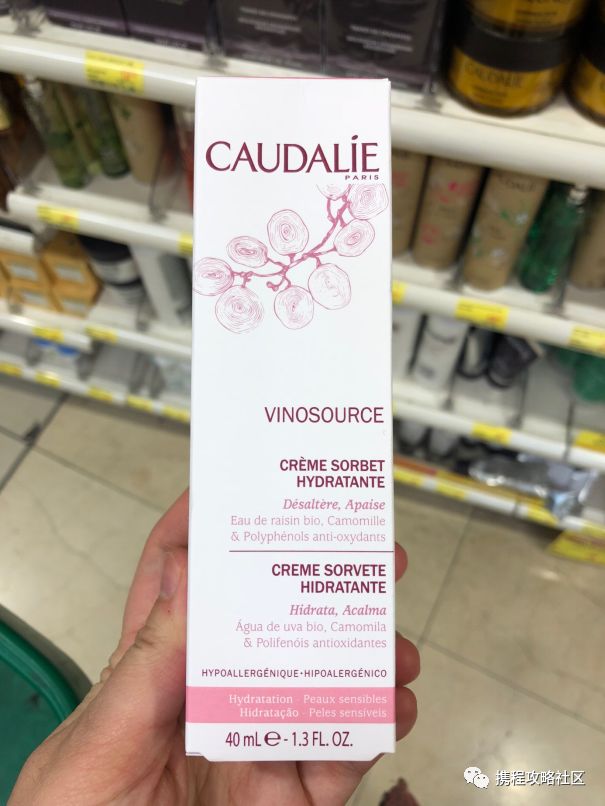 CAUDALIE
CAUDALÍE
PARIS
VINOSOURCE
CRÈME SORBET
HYDRATANTE
Désaltère, Apaise
Eau de raisin bio, Camomille
& Polyphénols anti-oxydants
CREME SORVETE
HIDRATANTE
Hidrata, Acalma
Água de uva bio, Camomila
& Polifenóis antioxidantes
HYPOALLERGÉNIQUE · HIPOALERGÉNICO
Hydratation - Peaux sensibles
Hidratação - Peles sensíveis
40 mL e - 1.3 FL. OZ.
携程攻略社区